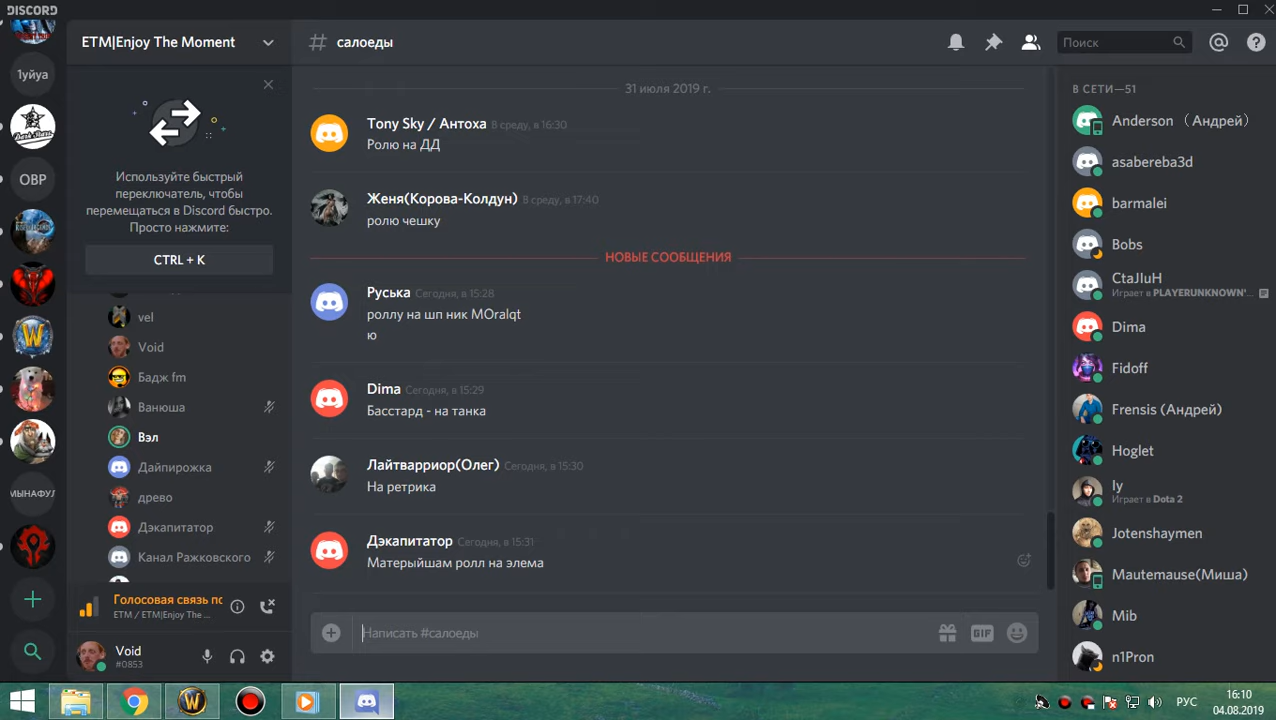 DISCORD
1уйуа
OBP
МЫНАФУЛ
ETM|Enjoy The Moment
Используйте быстрый
переключатель, чтобы
перемещаться в Discord быстро.
Просто нажмите:
CTRL + K
vel
Void
Бадж fm
Ванюша
Вэл
Дайпирожка
древо
Дэкапитатор
Канал Ражковского
Голосовая связь по
ETM / ETM|Enjoy The ...
Void
#0853
# салоеды
Поиск
31 июля 2019 г.
Tony Sky / Антоха В среду, в 16:30
Ролю на ДД
Женя(Корова-Колдун) В среду, в 17:40
ролю чешку
НОВЫЕ СООБЩЕНИЯ
Руська Сегодня, в 15:28
роллу на шп ник MOralqt
ю
Dima Сегодня, в 15:29
Басстард - на танка
Лайтварриор(Олег) Сегодня, в 15:30
На ретрика
Дэкапитатор Сегодня, в 15:31
Матерыйшам ролл на элема
Написать #салоеды
GIF
В СЕТИ—51
Anderson （Андрей）
asabereba3d
barmalei
Bobs
CtaJIuH
Играет в PLAYERUNKNOWN'...
Dima
Fidoff
Frensis (Андрей)
Hoglet
ly
Играет в Dota 2
Jotenshaymen
Mautemause(Миша)
Mib
n1Pron
РУС
16:10
04.08.2019